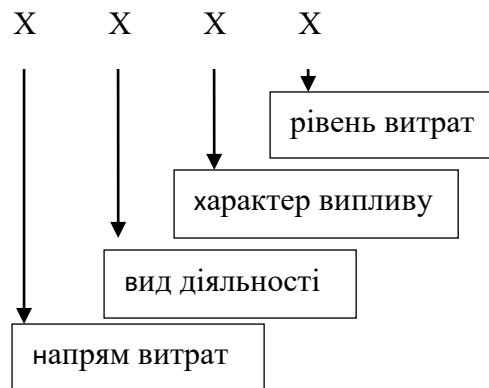 Х Х Х Х
рівень витрат
характер випливу
вид діяльності
напрям витрат